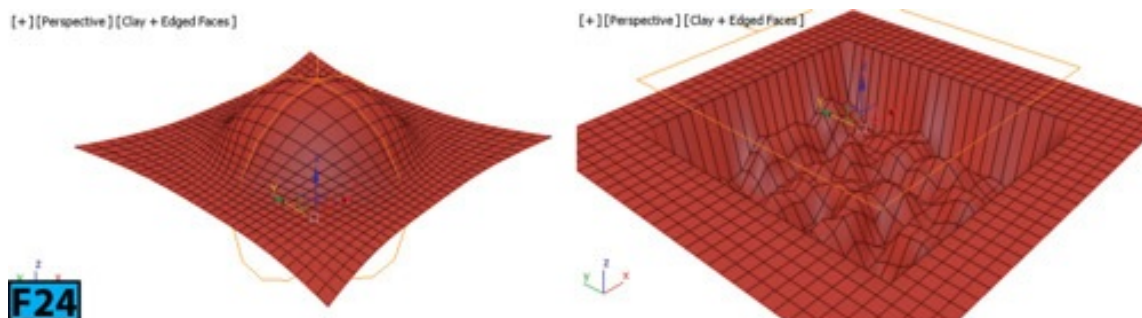 [+] [Perspective] [Clay + Edged Faces]
[+] [Perspective] [Clay + Edged Faces]
z
x
F24
z
y
x